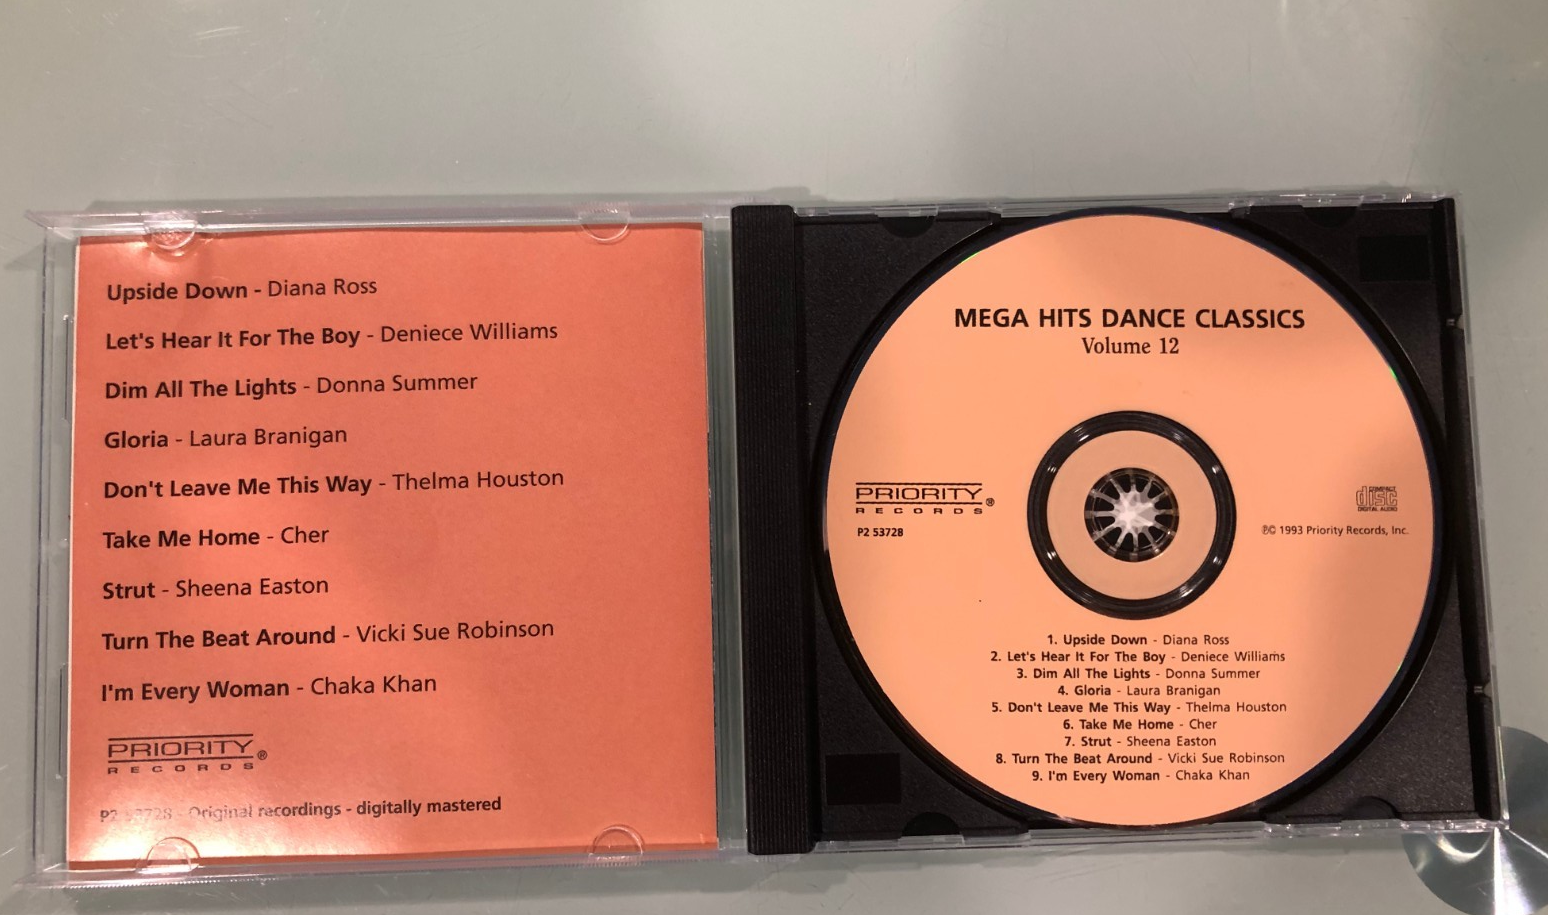 Upside Down - Diana Ross
Let's Hear It For The Boy - Deniece Williams
Dim All The Lights - Donna Summer
Gloria - Laura Branigan
Don't Leave Me This Way - Thelma Houston
Take Me Home - Cher
Strut - Sheena Easton
Turn The Beat Around - Vicki Sue Robinson
I'm Every Woman - Chaka Khan
PRIORITY®
RECORDS
P2 53728 - Original recordings - digitally mastered
MEGA HITS DANCE CLASSICS
Volume 12
PRIORITY®
RECORDS
P2 53728
COMPACT
disc
DIGITAL AUDIO
℗© 1993 Priority Records, Inc.
1. Upside Down - Diana Ross
2. Let's Hear It For The Boy - Deniece Williams
3. Dim All The Lights - Donna Summer
4. Gloria - Laura Branigan
5. Don't Leave Me This Way - Thelma Houston
6. Take Me Home - Cher
7. Strut - Sheena Easton
8. Turn The Beat Around - Vicki Sue Robinson
9. I'm Every Woman - Chaka Khan